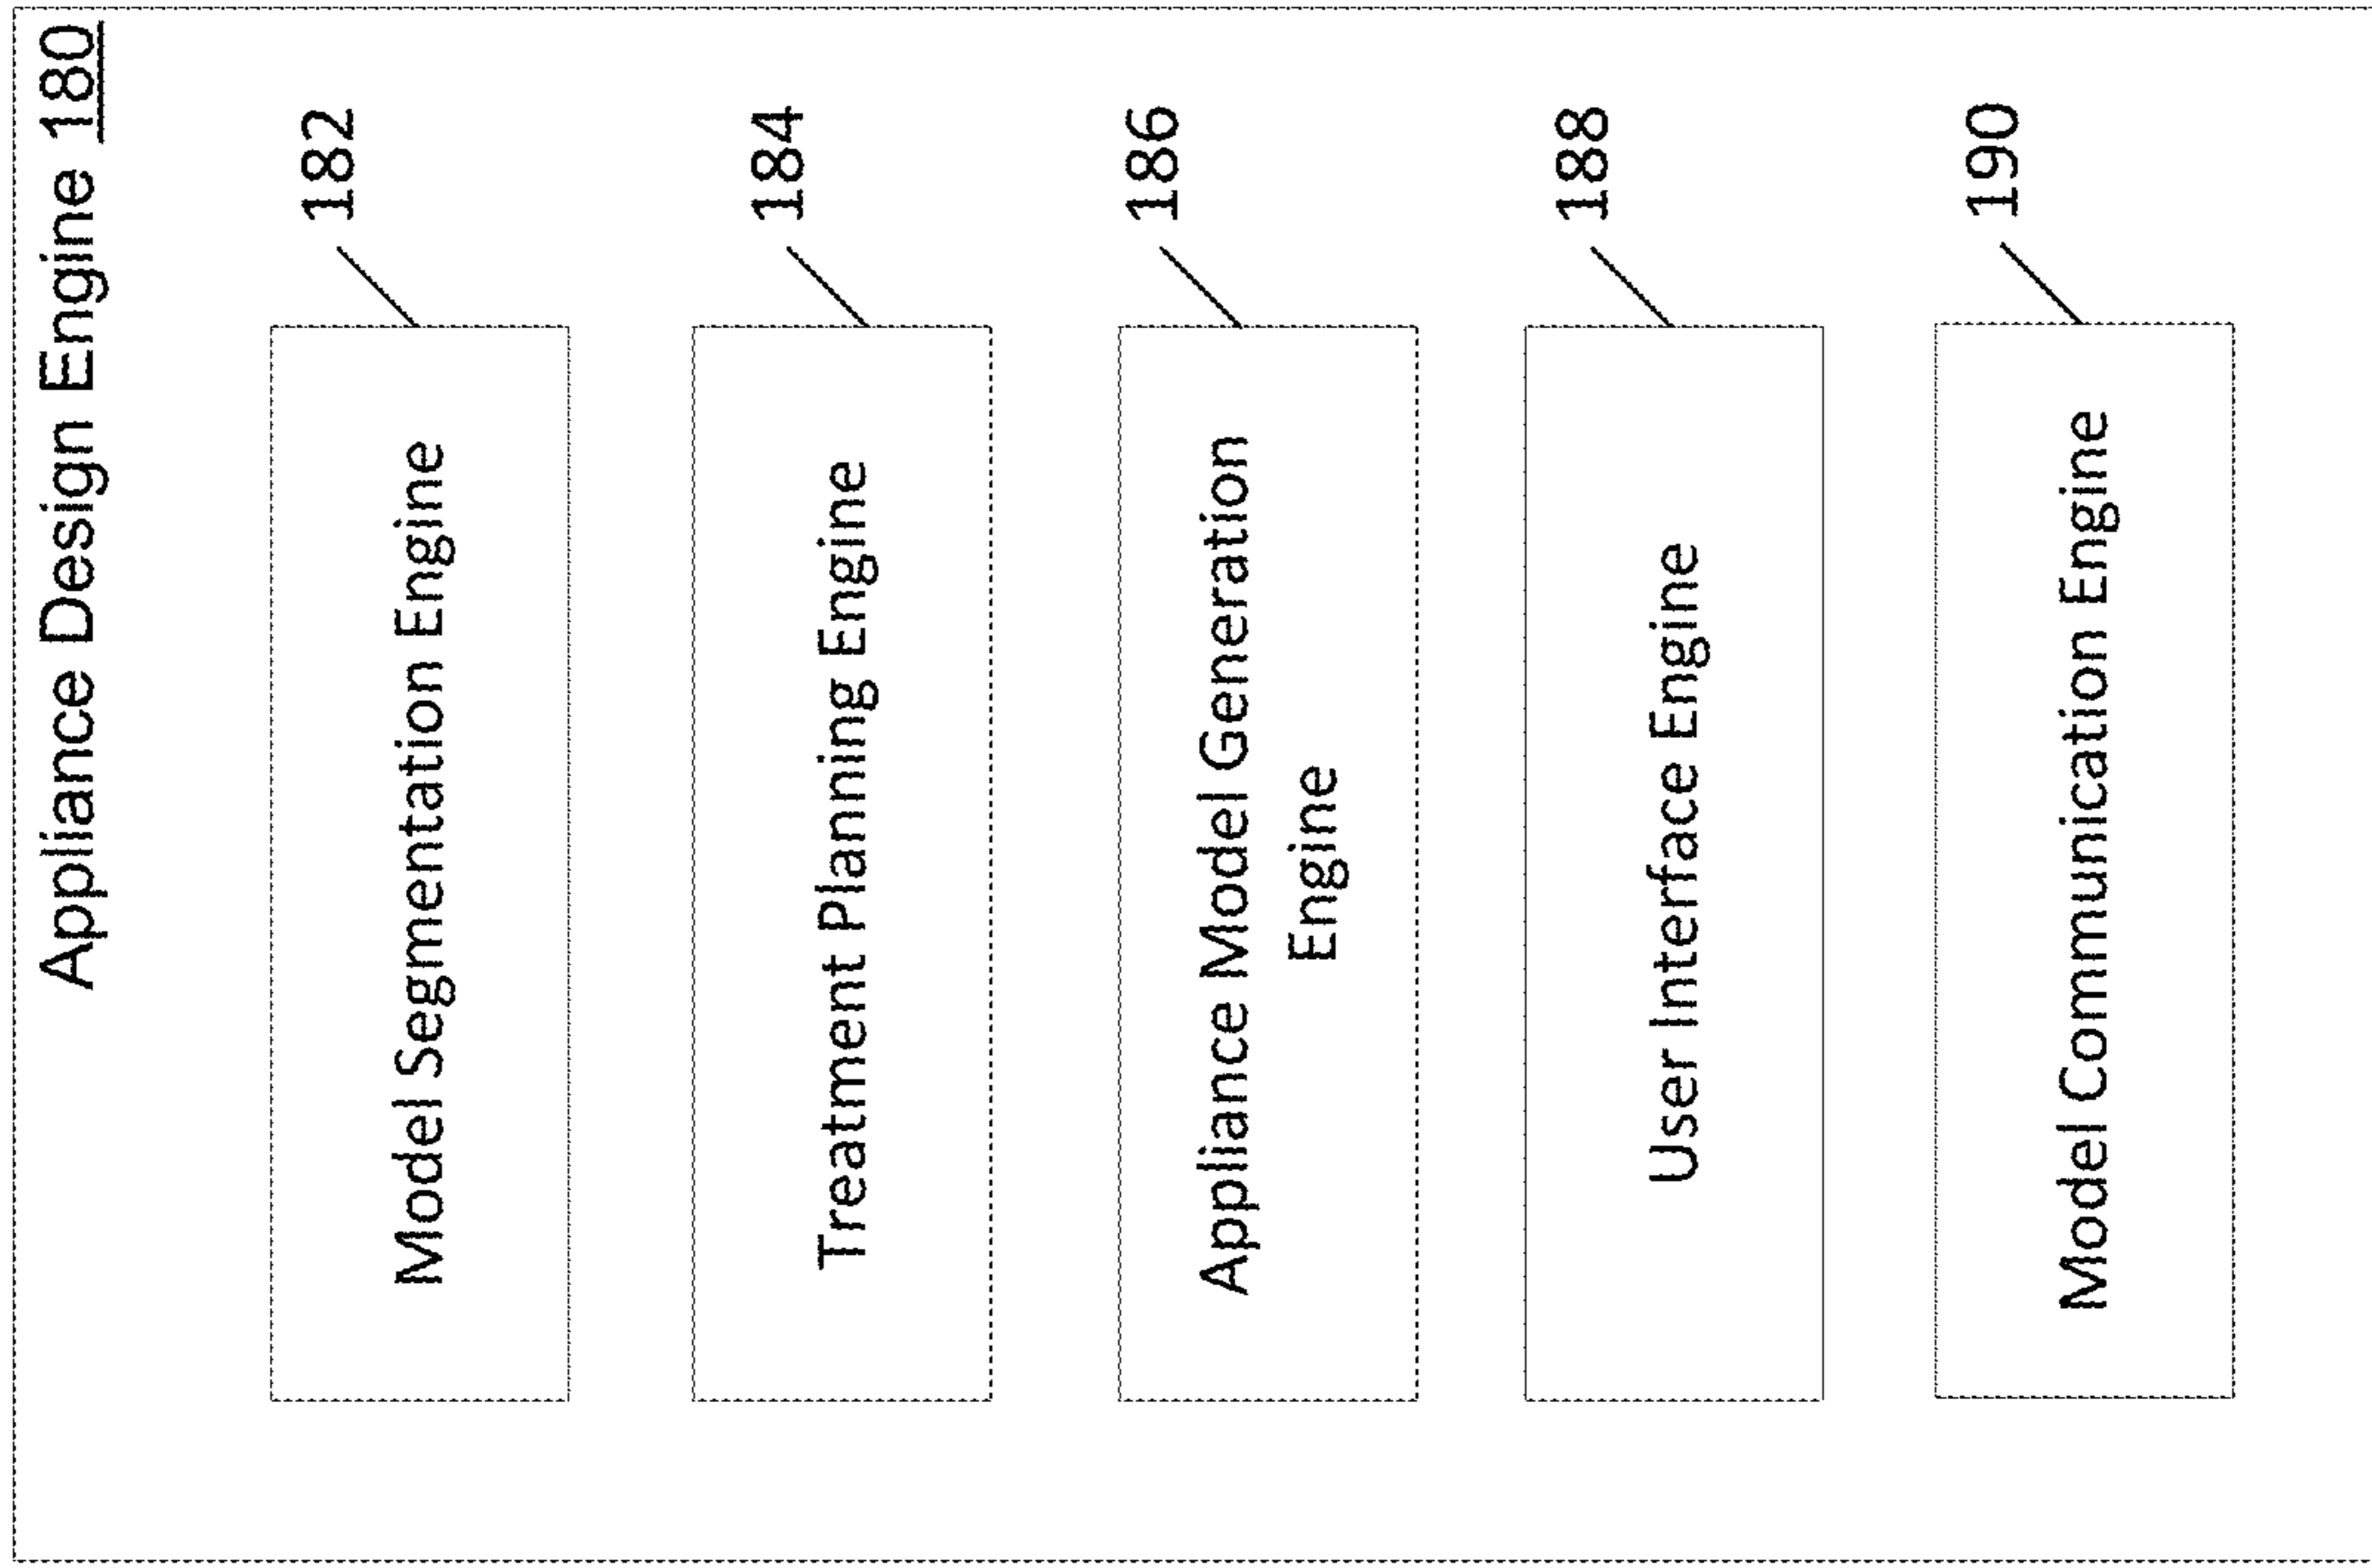 Appliance Design Engine 180
182
Model Segmentation Engine
184
Treatment Planning Engine
186
Appliance Model Generation
Engine
188
User Interface Engine
190
Model Communication Engine